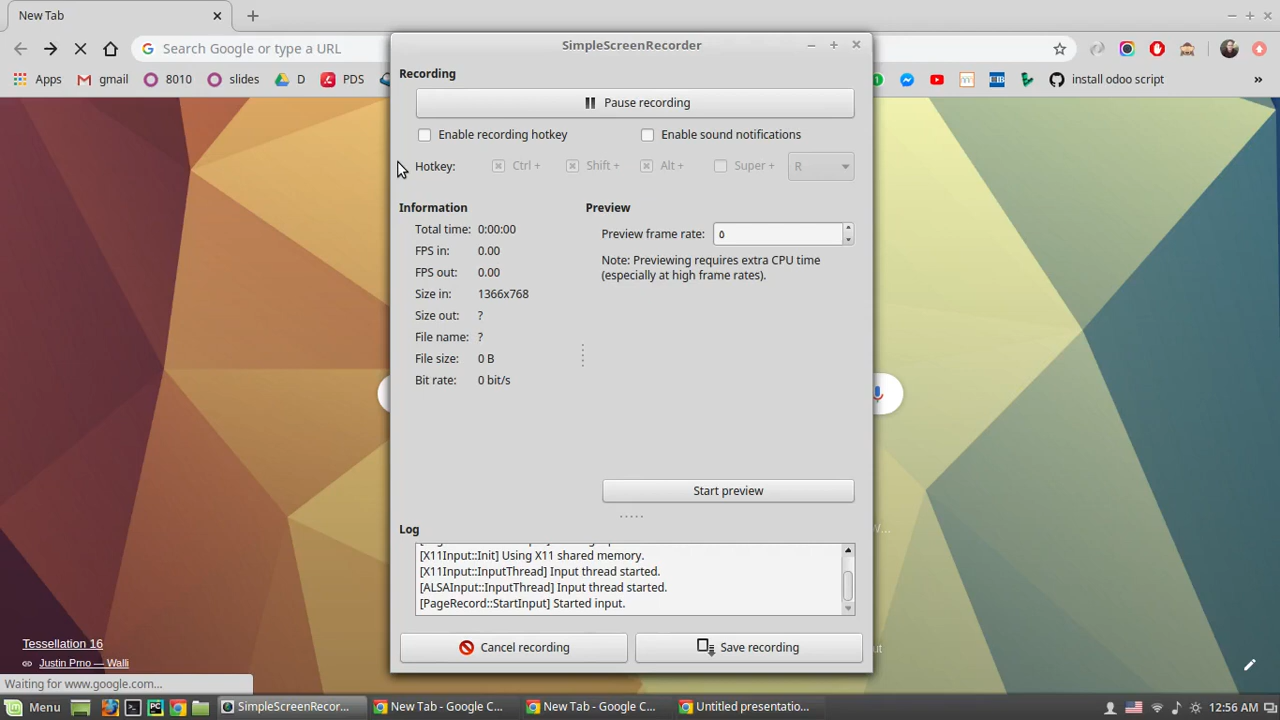 New Tab
Search Google or type a URL
Apps gmail 8010 slides D PDS 1 install odoo script »
SimpleScreenRecorder
Recording
Pause recording
Enable recording hotkey Enable sound notifications
Hotkey: Ctrl + Shift + Alt + Super + R
Information Preview
Total time: 0:00:00
Preview frame rate: 0
FPS in: 0.00
Note: Previewing requires extra CPU time
(especially at high frame rates).
FPS out: 0.00
Size in: 1366x768
Size out: ?
File name: ?
File size: 0 B
Bit rate: 0 bit/s
Start preview
Log
[X11Input::Init] Using X11 shared memory.
[X11Input::InputThread] Input thread started.
[ALSAInput::InputThread] Input thread started.
[PageRecord::StartInput] Started input.
Cancel recording Save recording
Tessellation 16
Justin Prno — Walli
Waiting for www.google.com...
Menu SimpleScreenRecor... New Tab - Google C... New Tab - Google C... Untitled presentatio... 12:56 AM